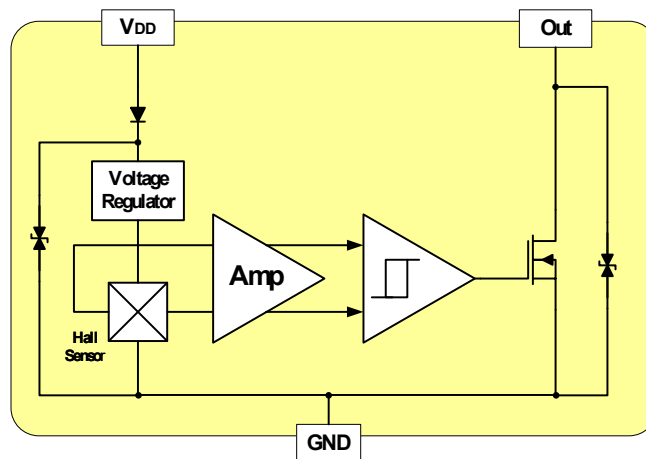 VDD
Out
Voltage
Regulator
Amp
Hall
Sensor
GND